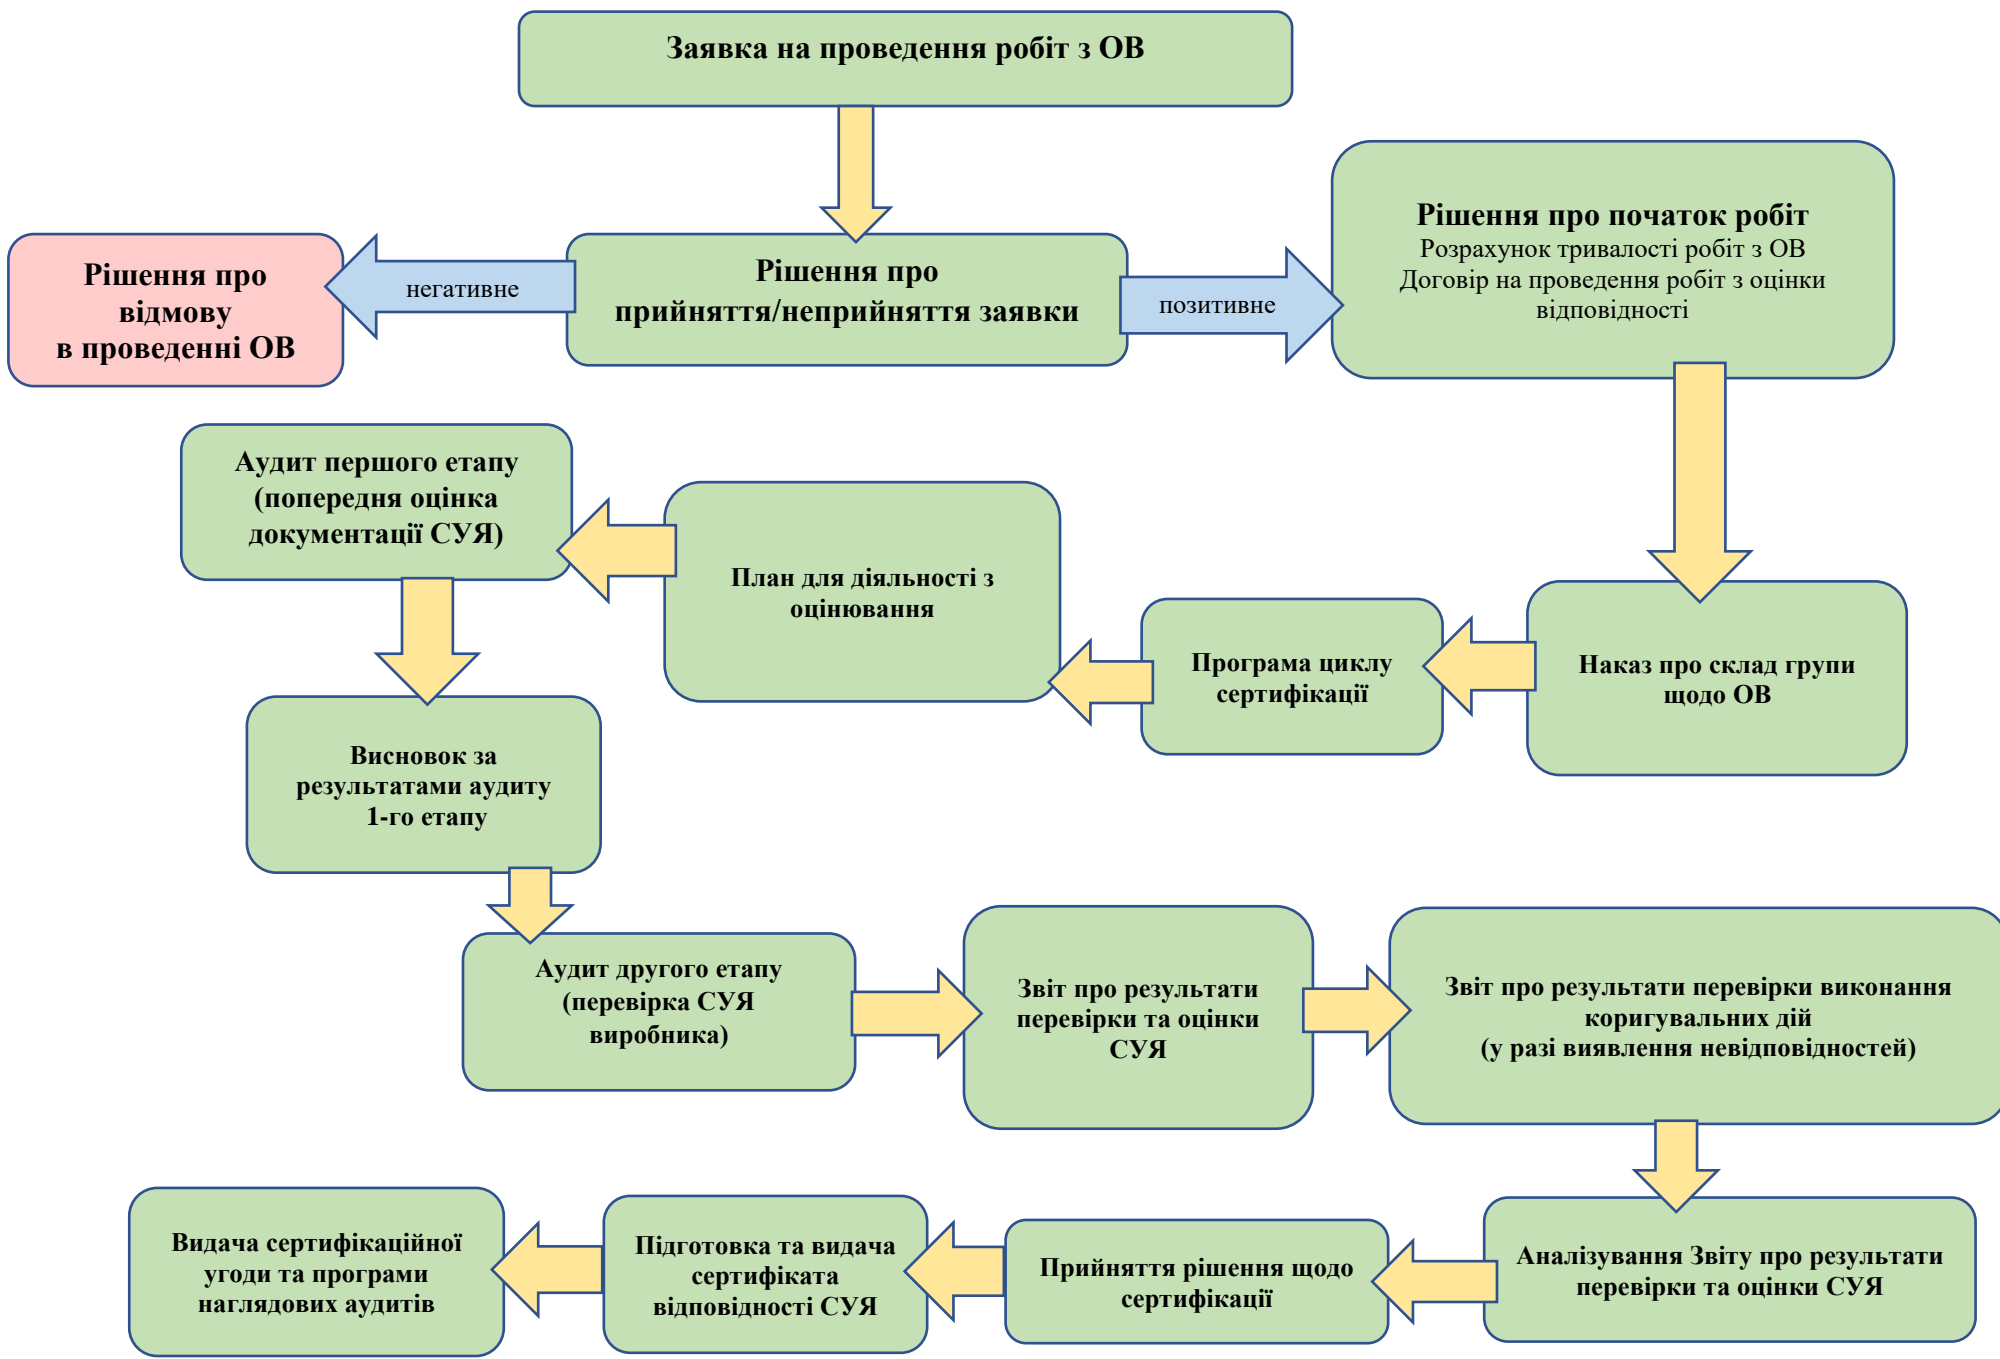 Заявка на проведення робіт з ОВ
Рішення про
відмову
в проведенні ОВ
негативне
Рішення про
прийняття/неприйняття заявки
позитивне
Рішення про початок робіт
Розрахунок тривалості робіт з ОВ
Договір на проведення робіт з оцінки
відповідності
Аудит першого етапу
(попередня оцінка
документації СУЯ)
План для діяльності з
оцінювання
Програма циклу
сертифікації
Наказ про склад групи
щодо ОВ
Висновок за
результатами аудиту
1-го етапу
Аудит другого етапу
(перевірка СУЯ
виробника)
Звіт про результати
перевірки та оцінки
СУЯ
Звіт про результати перевірки виконання
коригувальних дій
(у разі виявлення невідповідностей)
Видача сертифікаційної
угоди та програми
наглядових аудитів
Підготовка та видача
сертифіката
відповідності СУЯ
Прийняття рішення щодо
сертифікації
Аналізування Звіту про результати
перевірки та оцінки СУЯ